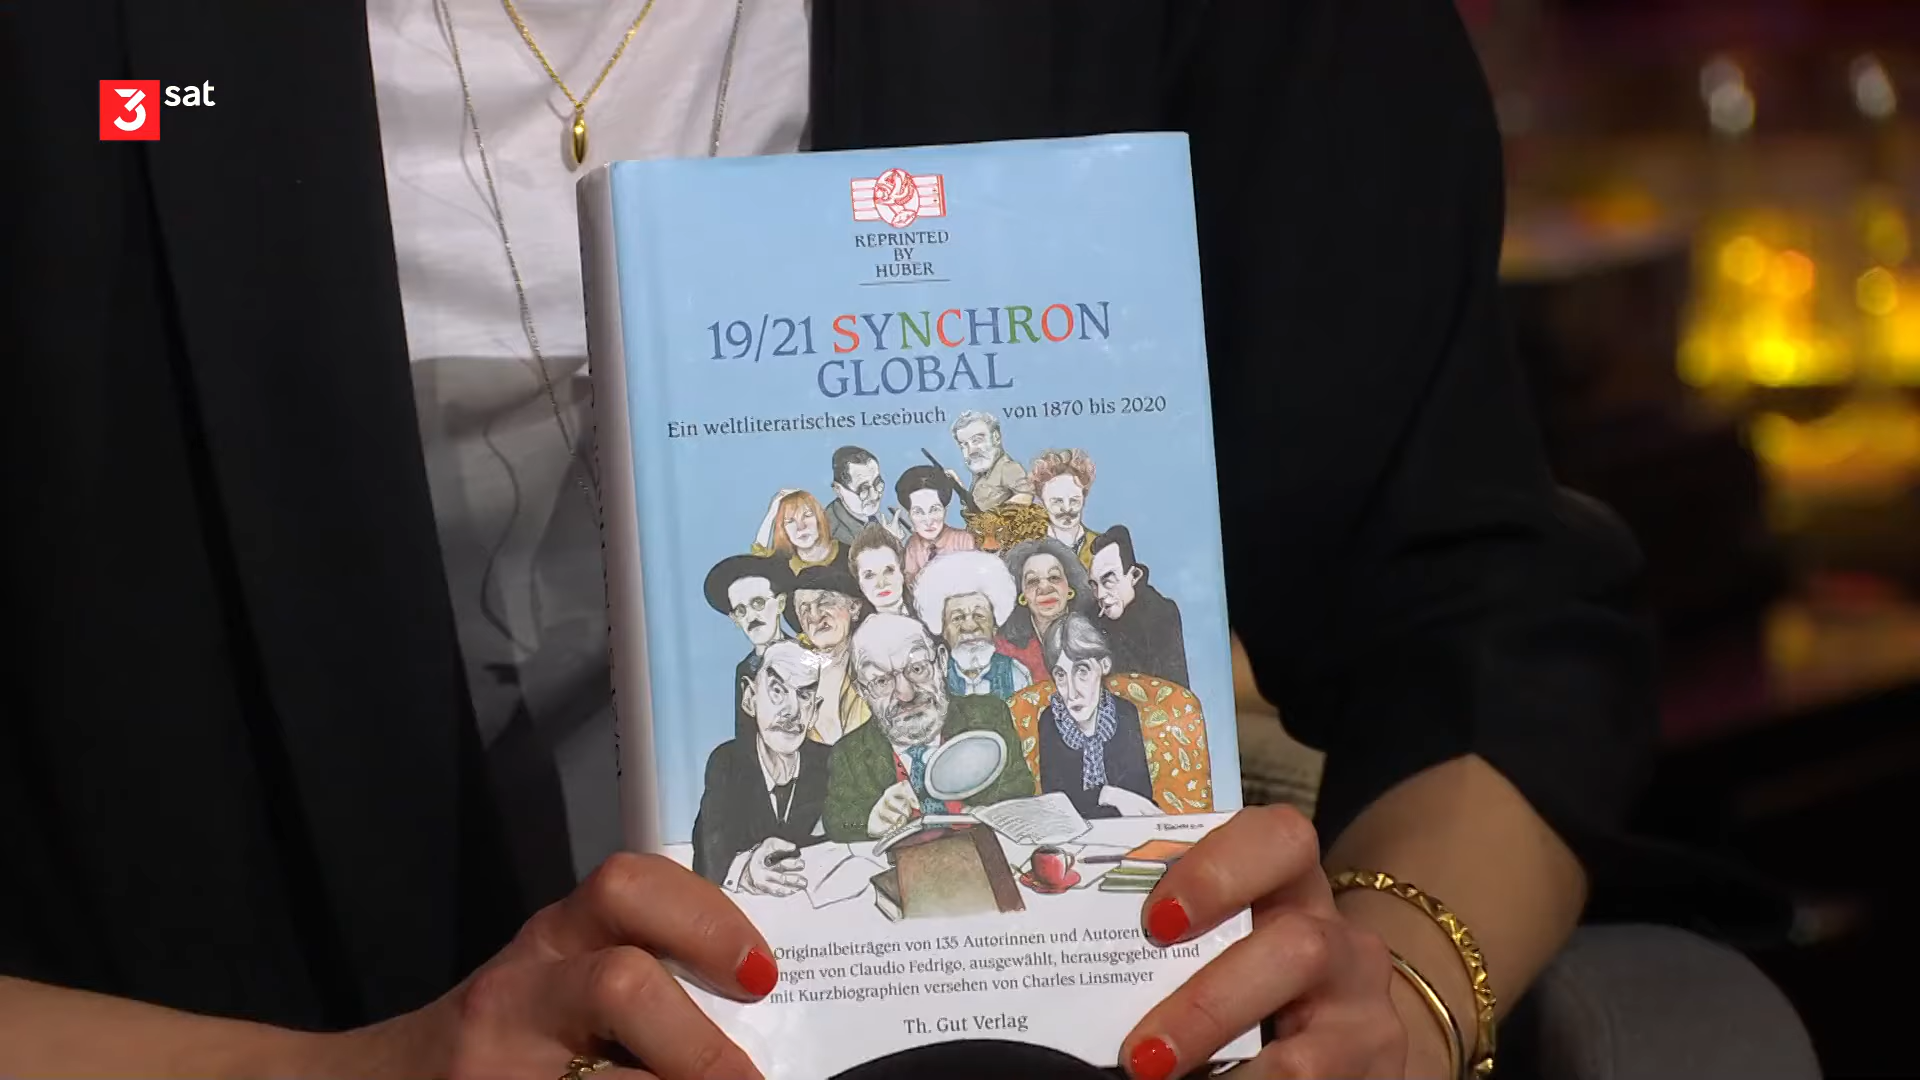 3sat
REPRINTED
BY
HUBER
19/21 SYNCHRON
GLOBAL
Ein weltliterarisches Lesebuch von 1870 bis 2020
Originalbeiträgen von 135 Autorinnen und Autoren
ngen von Claudio Fedrigo, ausgewählt, herausgegeben und
mit Kurzbiographien versehen von Charles Linsmayer
Th. Gut Verlag